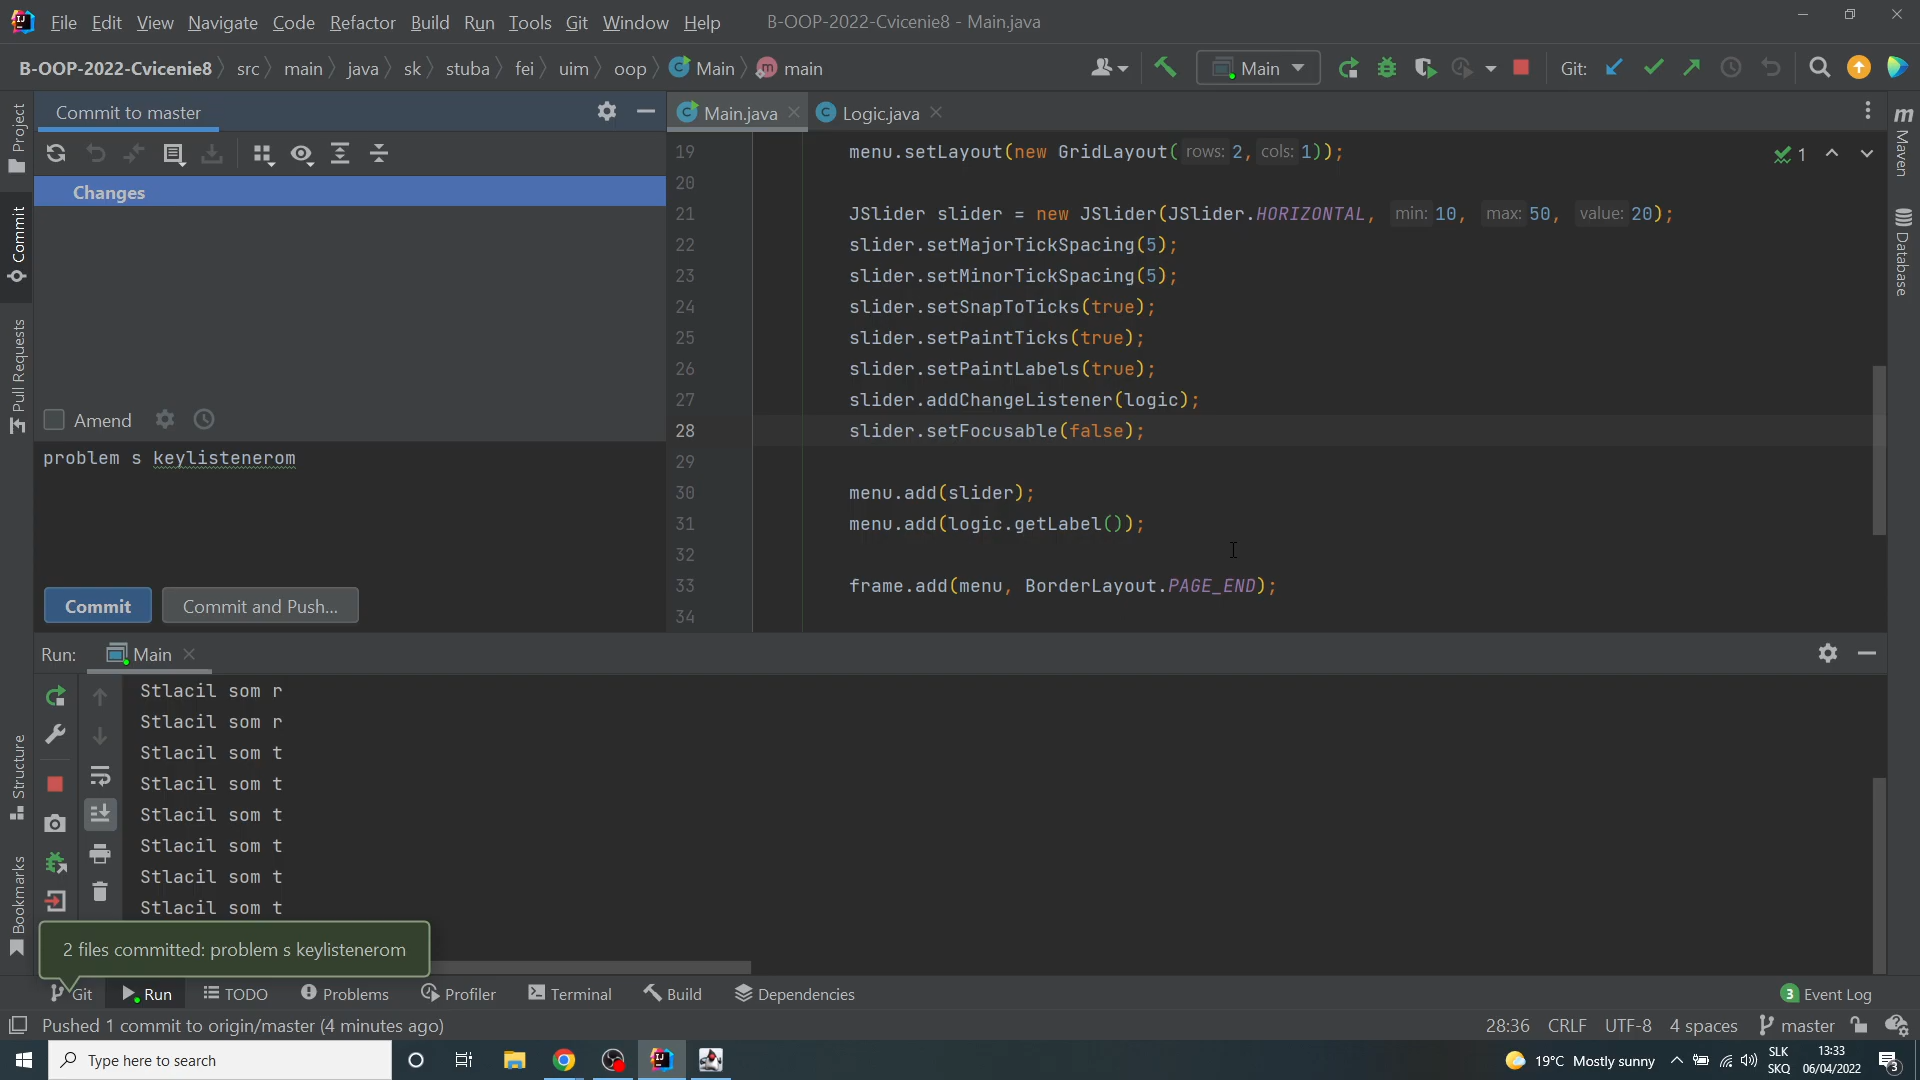 File Edit View Navigate Code Refactor Build Run Tools Git Window Help B-OOP-2022-Cvicenie8 - Main.java
B-OOP-2022-Cvicenie8 src main java sk stuba fei uim oop Main main Main Git:
Project
Commit
Pull Requests
Structure
Bookmarks
Commit to master
Changes
Amend
problem s keylistenerom
Commit Commit and Push...
Main.java Logic.java
1
19 menu.setLayout(new GridLayout( rows: 2, cols: 1));
20
21 JSlider slider = new JSlider(JSlider.HORIZONTAL, min: 10, max: 50, value: 20);
22 slider.setMajorTickSpacing(5);
23 slider.setMinorTickSpacing(5);
24 slider.setSnapToTicks(true);
25 slider.setPaintTicks(true);
26 slider.setPaintLabels(true);
27 slider.addChangeListener(logic);
28 slider.setFocusable(false);
29
30 menu.add(slider);
31 menu.add(logic.getLabel());
32
33 frame.add(menu, BorderLayout.PAGE_END);
34
Maven
Database
Run: Main
Stlacil som r
Stlacil som r
Stlacil som t
Stlacil som t
Stlacil som t
Stlacil som t
Stlacil som t
Stlacil som t
2 files committed: problem s keylistenerom
Git Run TODO Problems Profiler Terminal Build Dependencies 3 Event Log
Pushed 1 commit to origin/master (4 minutes ago) 28:36 CRLF UTF-8 4 spaces master
Type here to search 19°C Mostly sunny SLK SKQ 13:33 06/04/2022 3